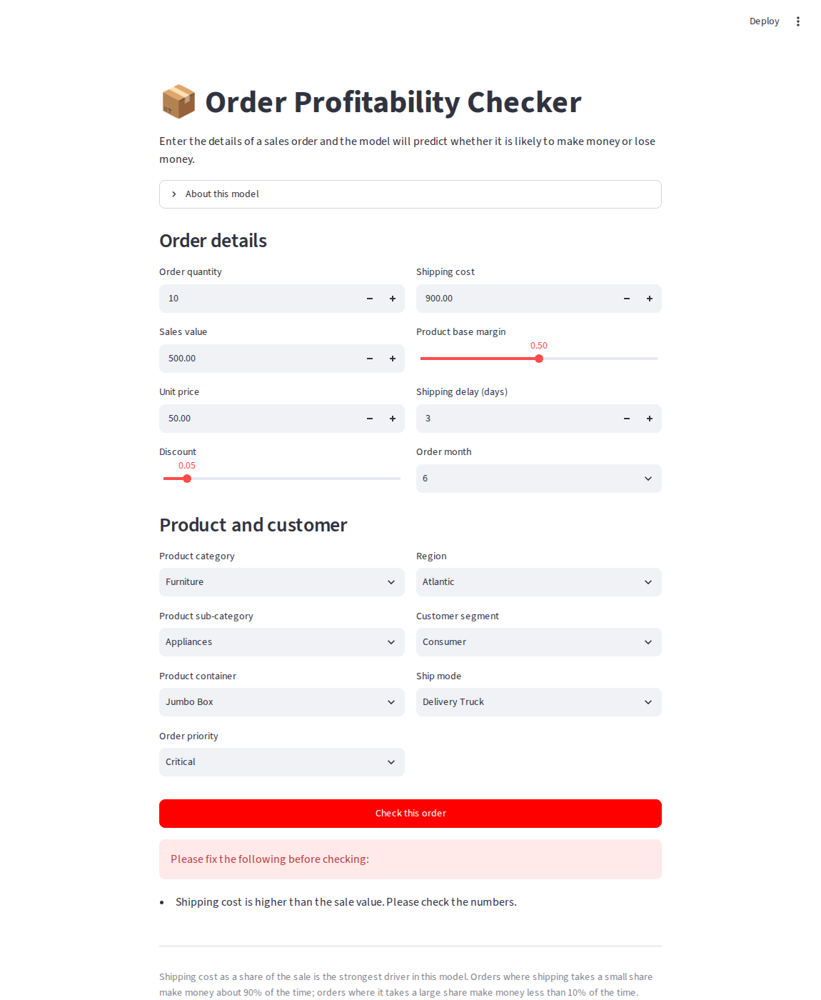 Deploy
Order Profitability Checker
Enter the details of a sales order and the model will predict whether it is likely to make money or lose
money.
About this model
Order details
Order quantity
10
Shipping cost
900.00
Sales value
500.00
Product base margin
0.50
Unit price
50.00
Shipping delay (days)
3
Discount
0.05
Order month
6
Product and customer
Product category
Furniture
Region
Atlantic
Product sub-category
Appliances
Customer segment
Consumer
Product container
Jumbo Box
Ship mode
Delivery Truck
Order priority
Critical
Check this order
Please fix the following before checking:
• Shipping cost is higher than the sale value. Please check the numbers.
Shipping cost as a share of the sale is the strongest driver in this model. Orders where shipping takes a small share
make money about 90% of the time; orders where it takes a large share make money less than 10% of the time.